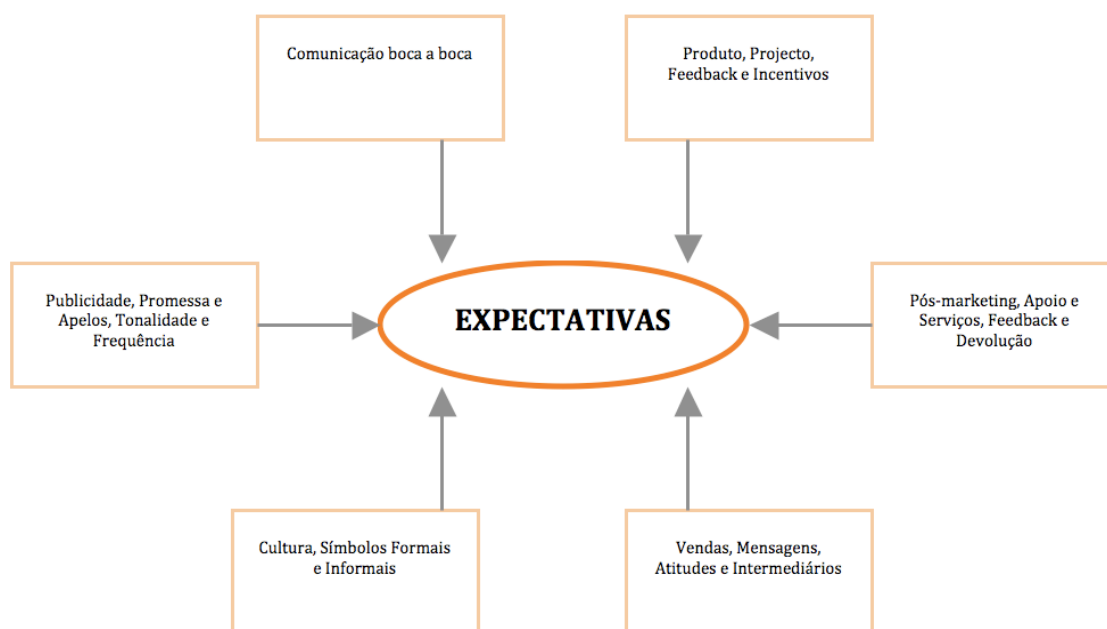 Comunicação boca a boca
Produto, Projecto,
Feedback e Incentivos
Publicidade, Promessa e
Apelos, Tonalidade e
Frequência
EXPECTATIVAS
Pós-marketing, Apoio e
Serviços, Feedback e
Devolução
Cultura, Símbolos Formais
e Informais
Vendas, Mensagens,
Atitudes e Intermediários